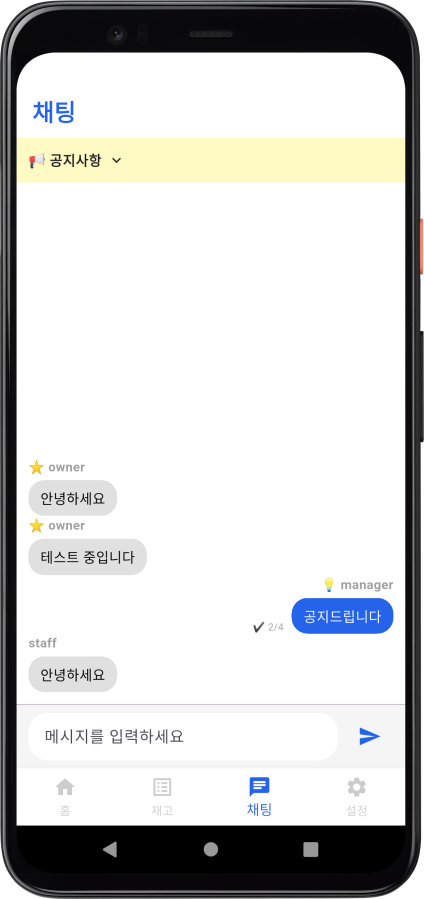 채팅
공지사항
owner
안녕하세요
owner
테스트 중입니다
manager
공지드립니다
2/4
staff
안녕하세요
메시지를 입력하세요
홈 재고 채팅 설정